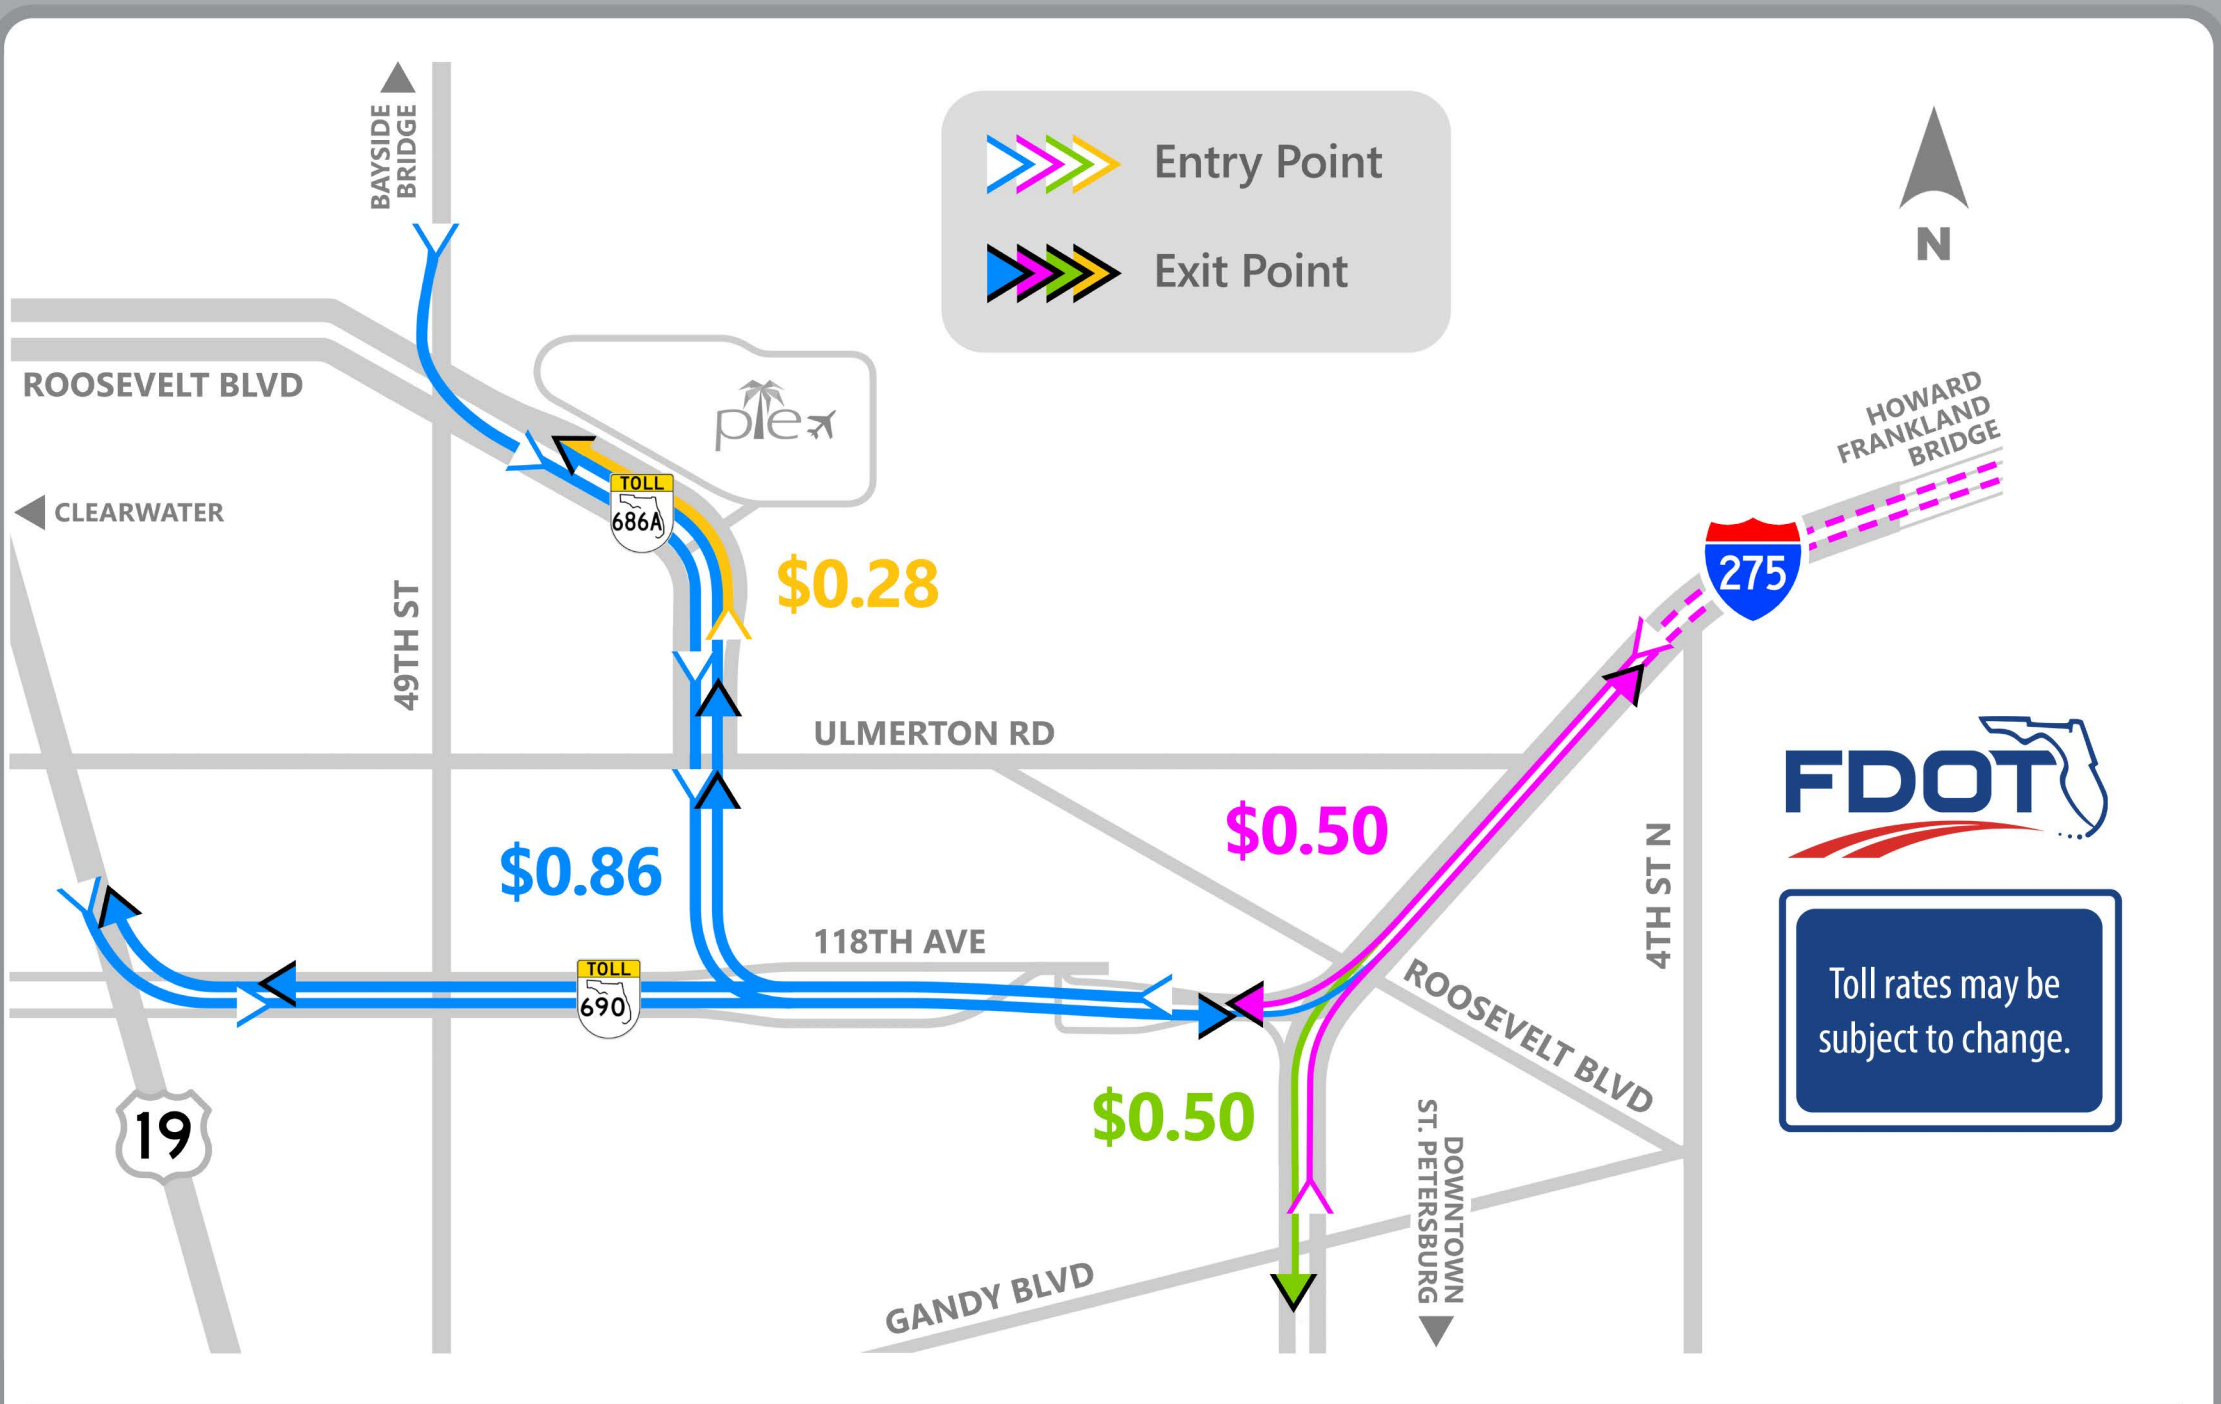 BAYSIDE
BRIDGE
Entry Point
Exit Point
N
ROOSEVELT BLVD
pie
HOWARD
FRANKLAND
BRIDGE
CLEARWATER
TOLL
686A
$0.28
275
49TH ST
ULMERTON RD
$0.50
$0.86
FDOT
4TH ST N
118TH AVE
TOLL
690
ROOSEVELT BLVD
Toll rates may be
subject to change.
$0.50
19
DOWNTOWN
ST. PETERSBURG
GANDY BLVD